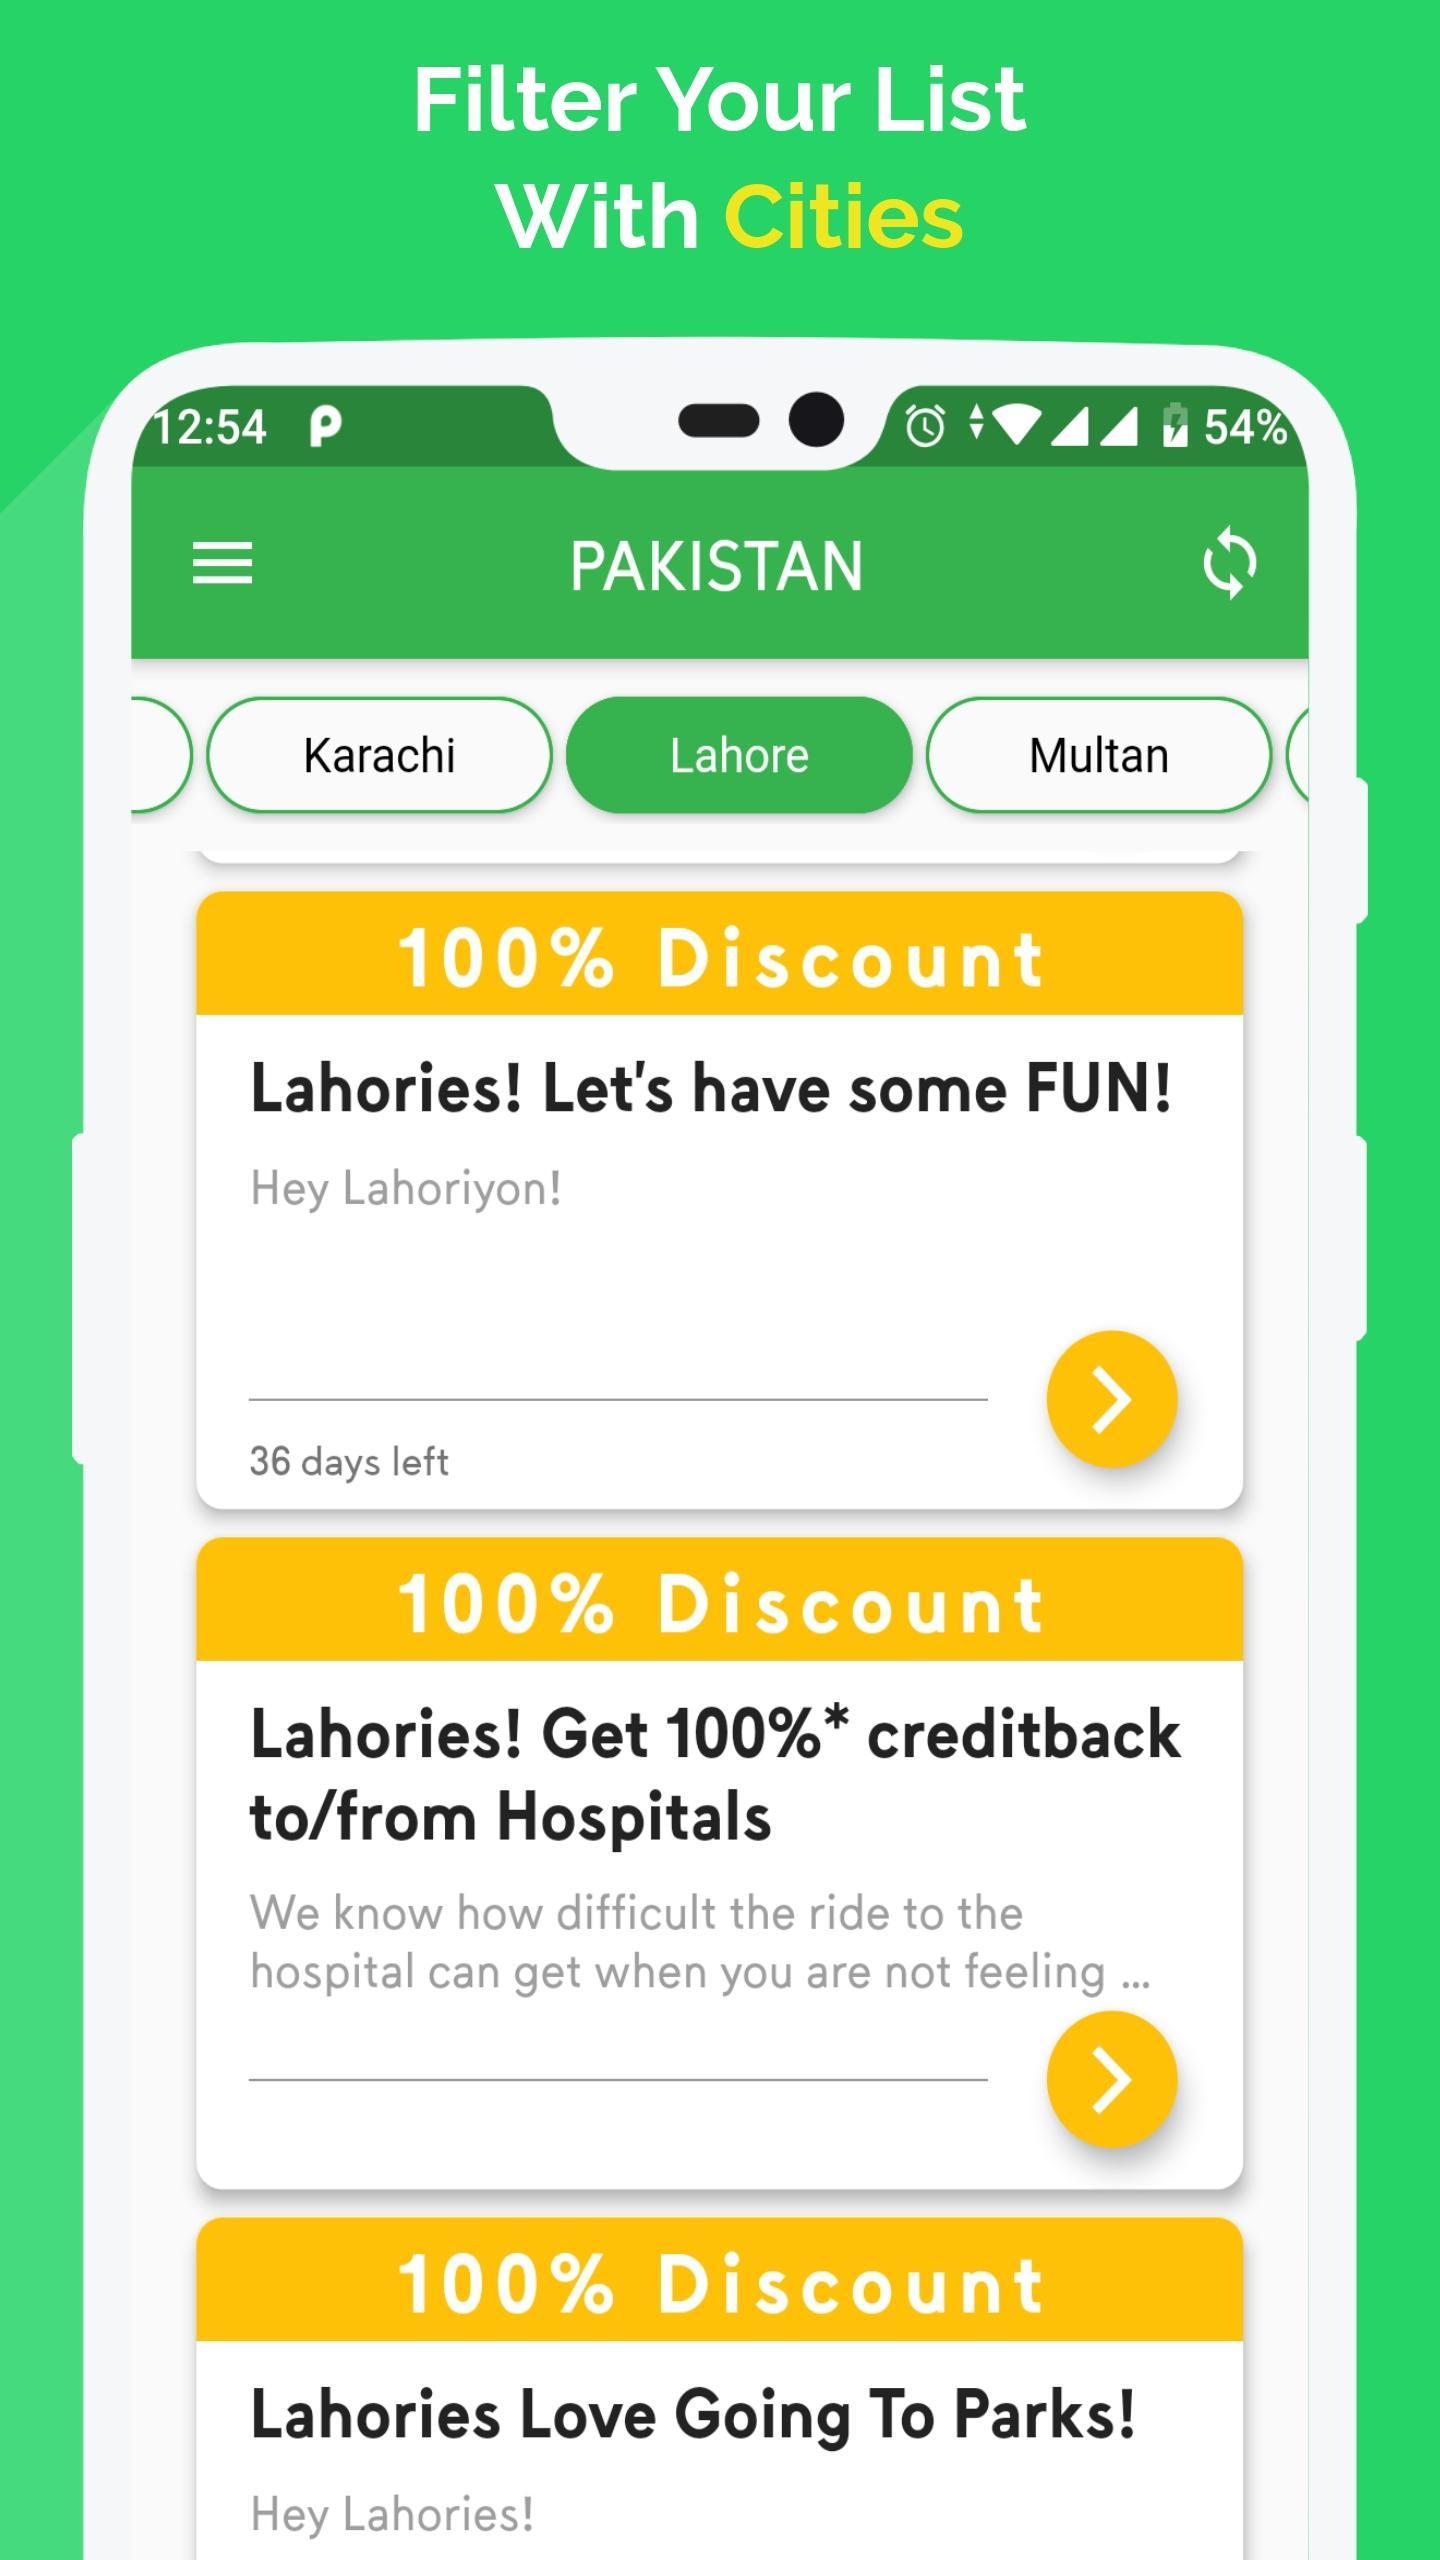 Filter Your List
With Cities
12:54
54%
PAKISTAN
Karachi
Lahore
Multan
100% Discount
Lahories! Let's have some FUN!
Hey Lahoriyon!
36 days left
100% Discount
Lahories! Get 100%* creditback
to/from Hospitals
We know how difficult the ride to the
hospital can get when you are not feeling ...
100% Discount
Lahories Love Going To Parks!
Hey Lahories!